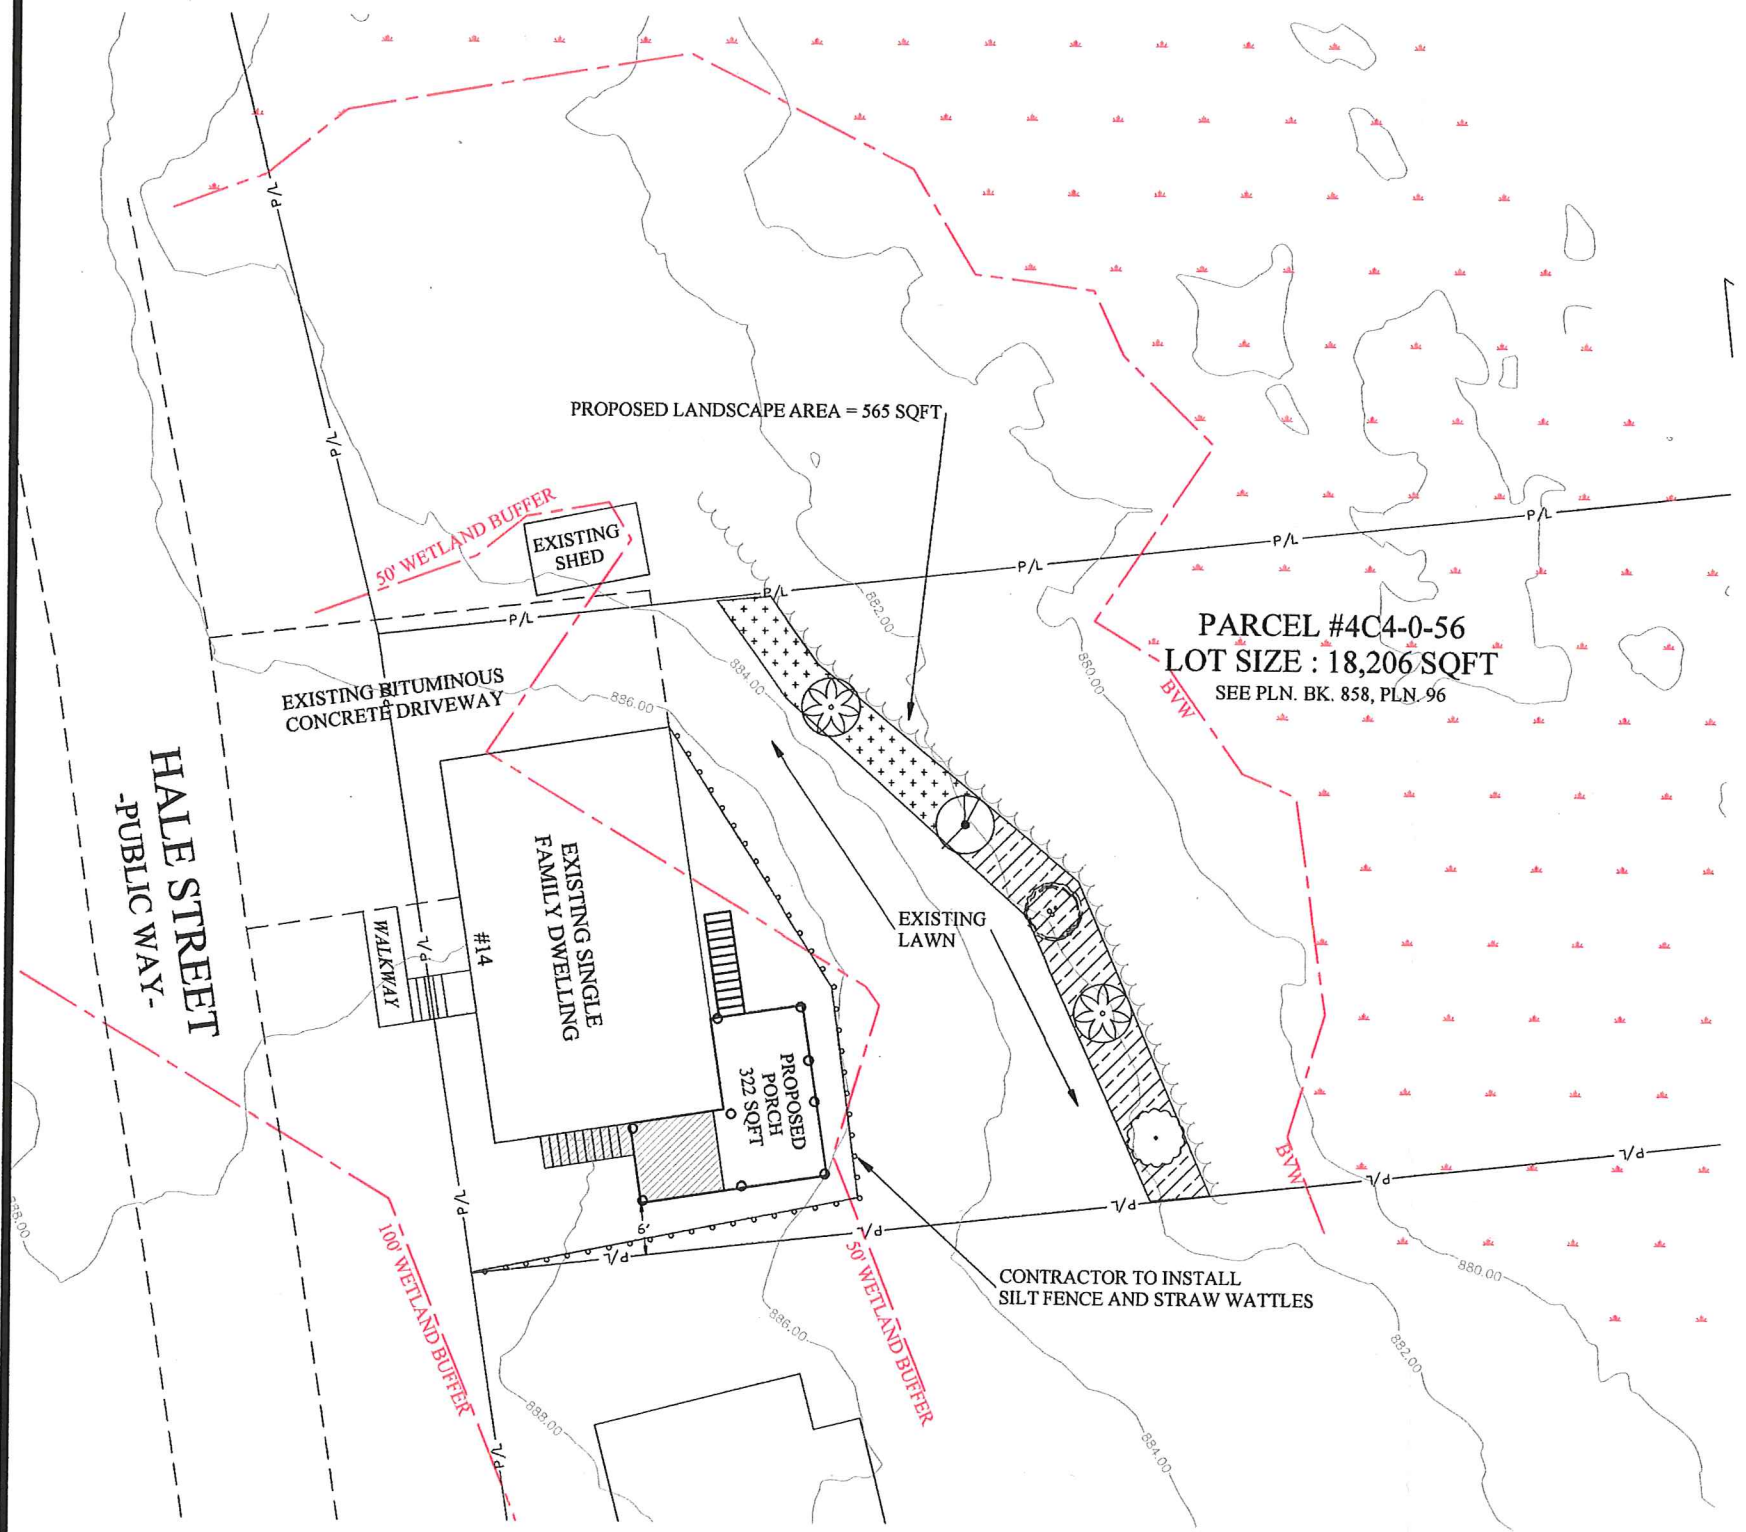 PROPOSED LANDSCAPE AREA = 565 SQFT
50' WETLAND BUFFER
EXISTING
SHED
P/L
P/L
P/L
P/L
P/L
P/L
P/L
882.00
880.00
884.00
886.00
PARCEL #4C4-0-56
LOT SIZE : 18,206 SQFT
SEE PLN. BK. 858, PLN. 96
BVW
EXISTING BITUMINOUS
CONCRETE DRIVEWAY
P/L
HALE STREET
-PUBLIC WAY-
EXISTING SINGLE
FAMILY DWELLING
#14
WALKWAY
P/L
EXISTING
LAWN
PROPOSED
PORCH
322 SQFT
BVW
P/L
P/L
P/L
P/L
P/L
P/L
6'
50' WETLAND BUFFER
100' WETLAND BUFFER
CONTRACTOR TO INSTALL
SILT FENCE AND STRAW WATTLES
880.00
882.00
884.00
886.00
888.00
888.00
P/L